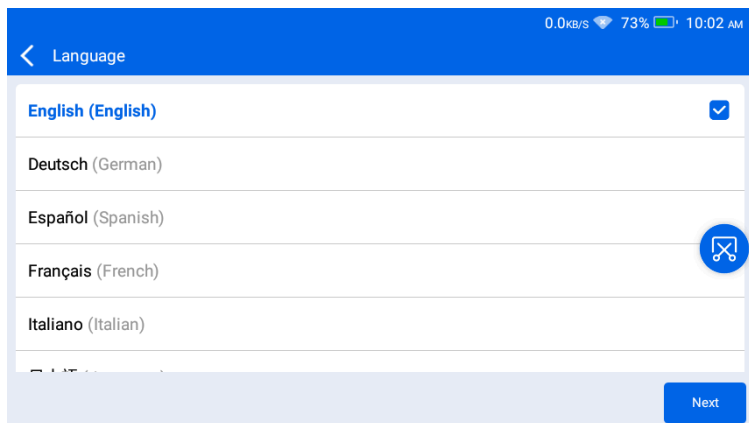 0.0KB/S 73% 10:02 AM
Language
English (English)
Deutsch (German)
Español (Spanish)
Français (French)
Italiano (Italian)
Next